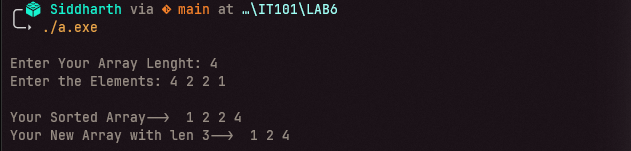 Siddharth via main at …\IT101\LAB6
./a.exe
Enter Your Array Lenght: 4
Enter the Elements: 4 2 2 1
Your Sorted Array—> 1 2 2 4
Your New Array with len 3—> 1 2 4